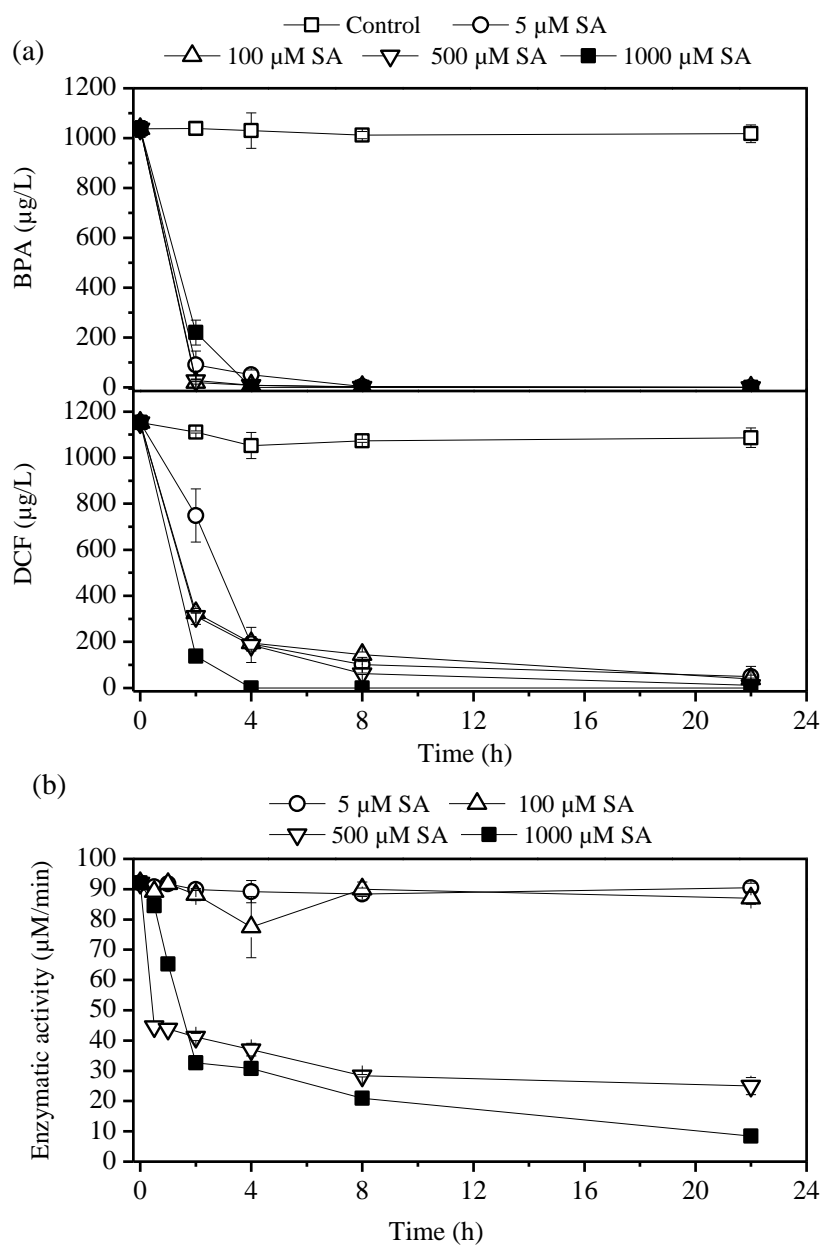 (a)
Control 5 µM SA
100 µM SA 500 µM SA 1000 µM SA
1200
1000
800
600
400
200
0
BPA (µg/L)
1200
1000
800
600
400
200
0
DCF (µg/L)
0 4 8 12 16 20 24
Time (h)
(b)
5 µM SA 100 µM SA
500 µM SA 1000 µM SA
100
90
80
70
60
50
40
30
20
10
0
Enzymatic activity (µM/min)
0 4 8 12 16 20 24
Time (h)